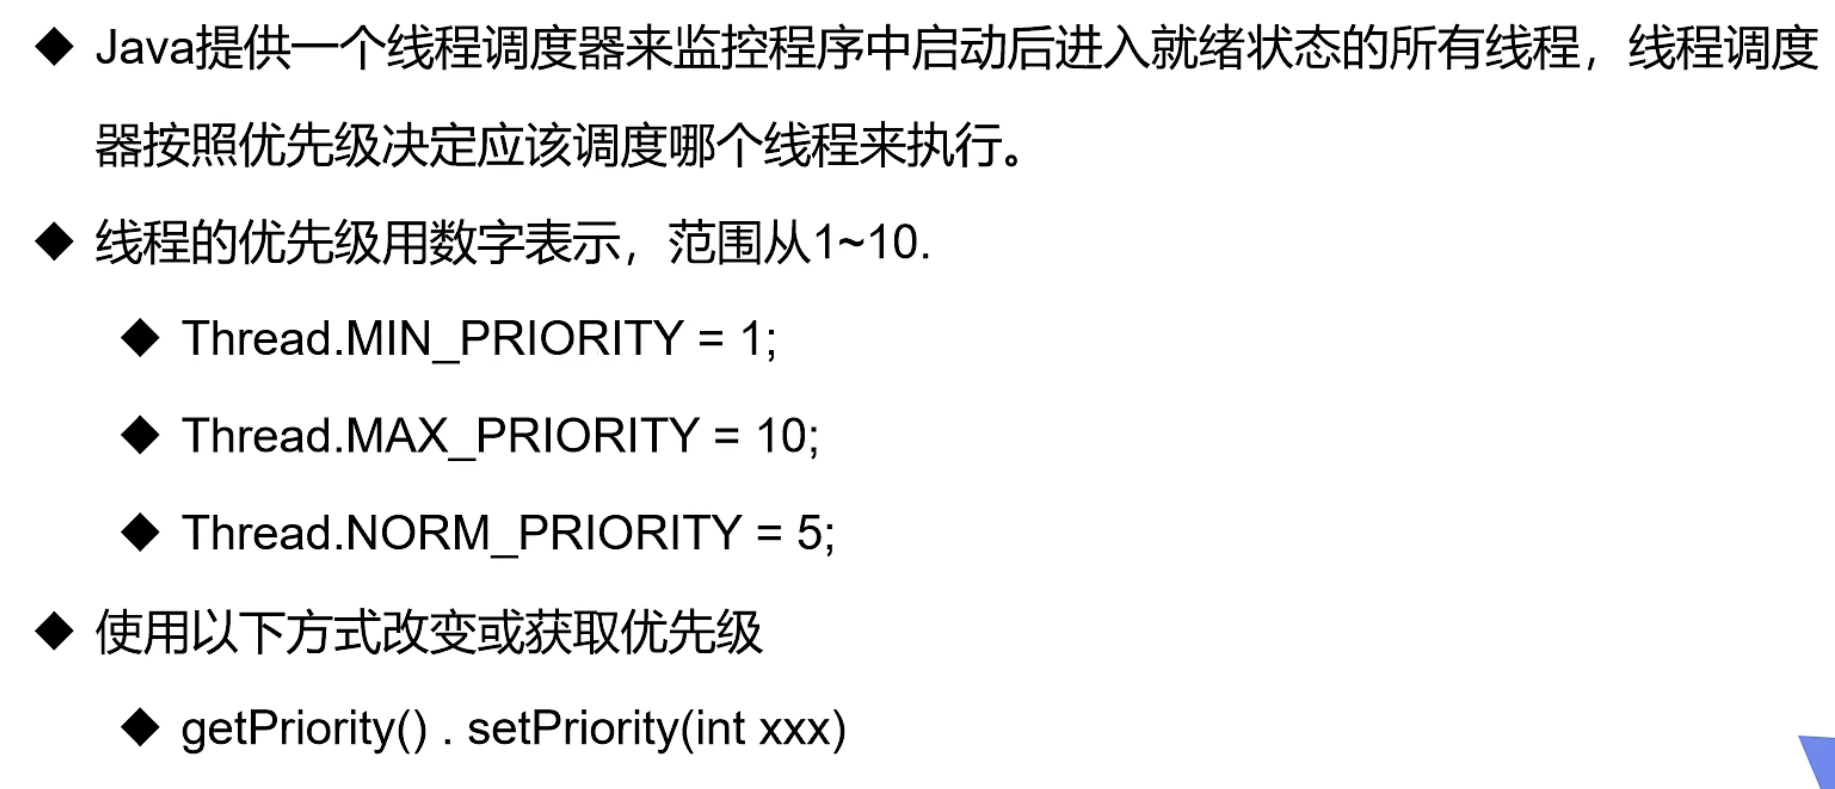 ◆ Java提供一个线程调度器来监控程序中启动后进入就绪状态的所有线程，线程调度
器按照优先级决定应该调度哪个线程来执行。
◆ 线程的优先级用数字表示，范围从1~10.
◆ Thread.MIN_PRIORITY = 1;
◆ Thread.MAX_PRIORITY = 10;
◆ Thread.NORM_PRIORITY = 5;
◆ 使用以下方式改变或获取优先级
◆ getPriority() . setPriority(int xxx)